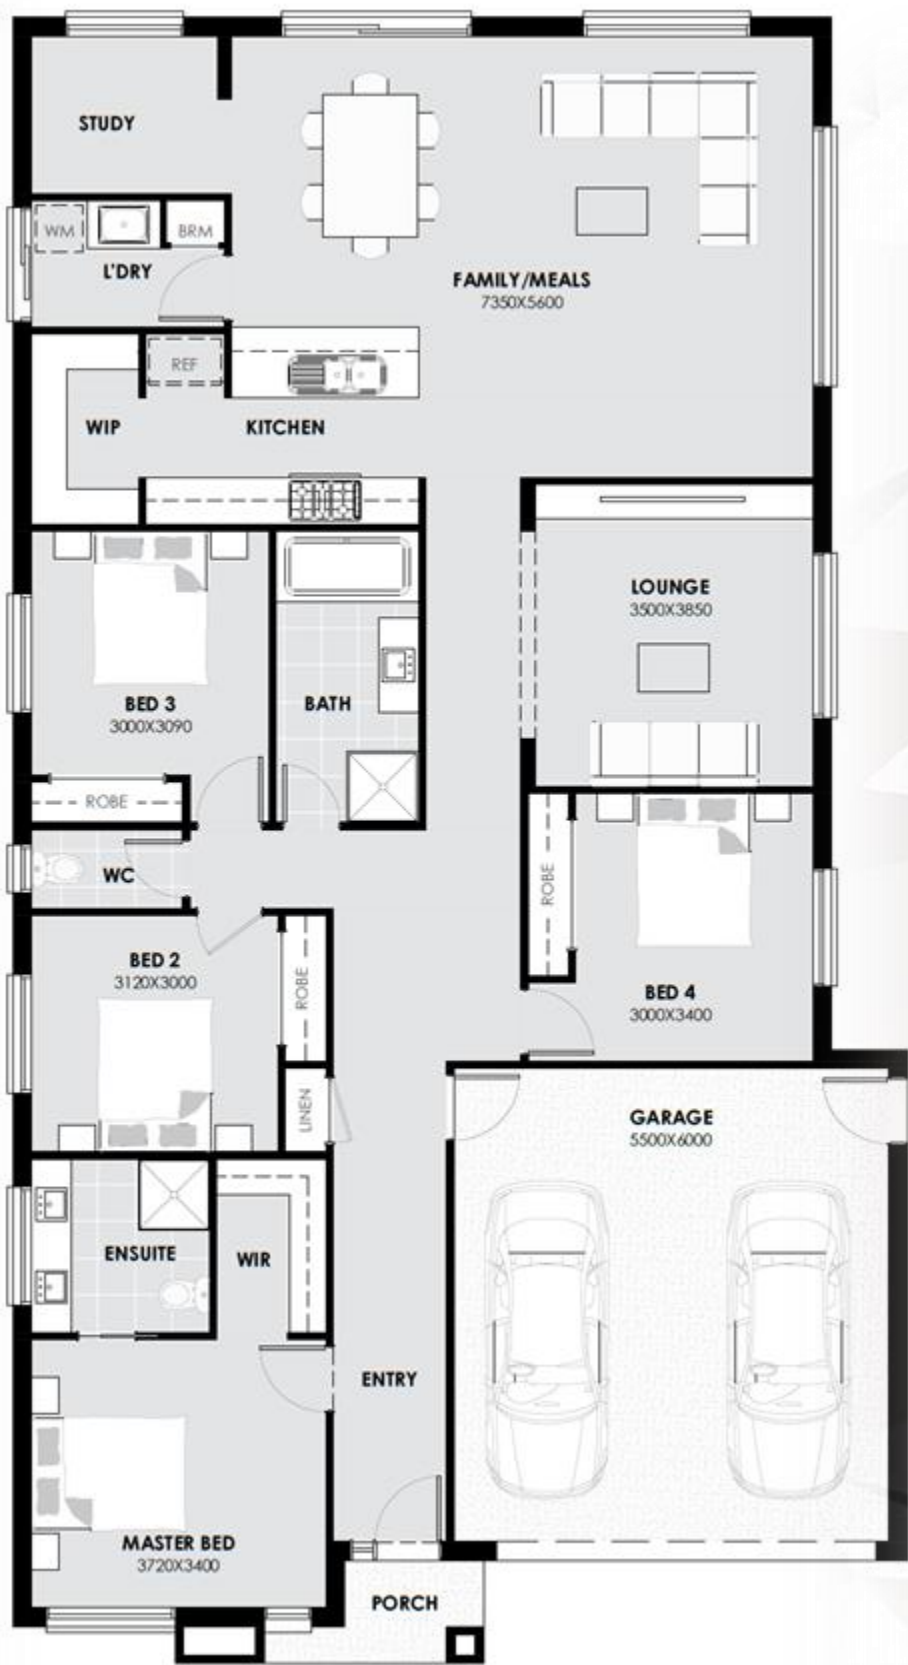 STUDY
WM
BRM
L'DRY
FAMILY/MEALS
7350X5600
REF
WIP
KITCHEN
LOUNGE
3500X3850
BED 3
3000X3090
BATH
ROBE
WC
ROBE
BED 2
3120X3000
ROBE
BED 4
3000X3400
LINEN
GARAGE
5500X6000
ENSUITE
WIR
ENTRY
MASTER BED
3720X3400
PORCH